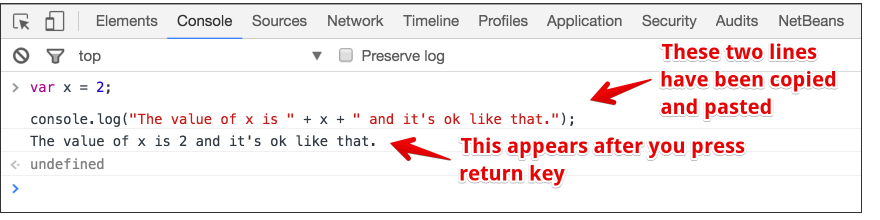 Elements Console Sources Network Timeline Profiles Application Security Audits NetBeans
top Preserve log
These two lines
have been copied
and pasted
> var x = 2;
console.log("The value of x is " + x + " and it's ok like that.");
The value of x is 2 and it's ok like that.
This appears after you press
return key
undefined
>